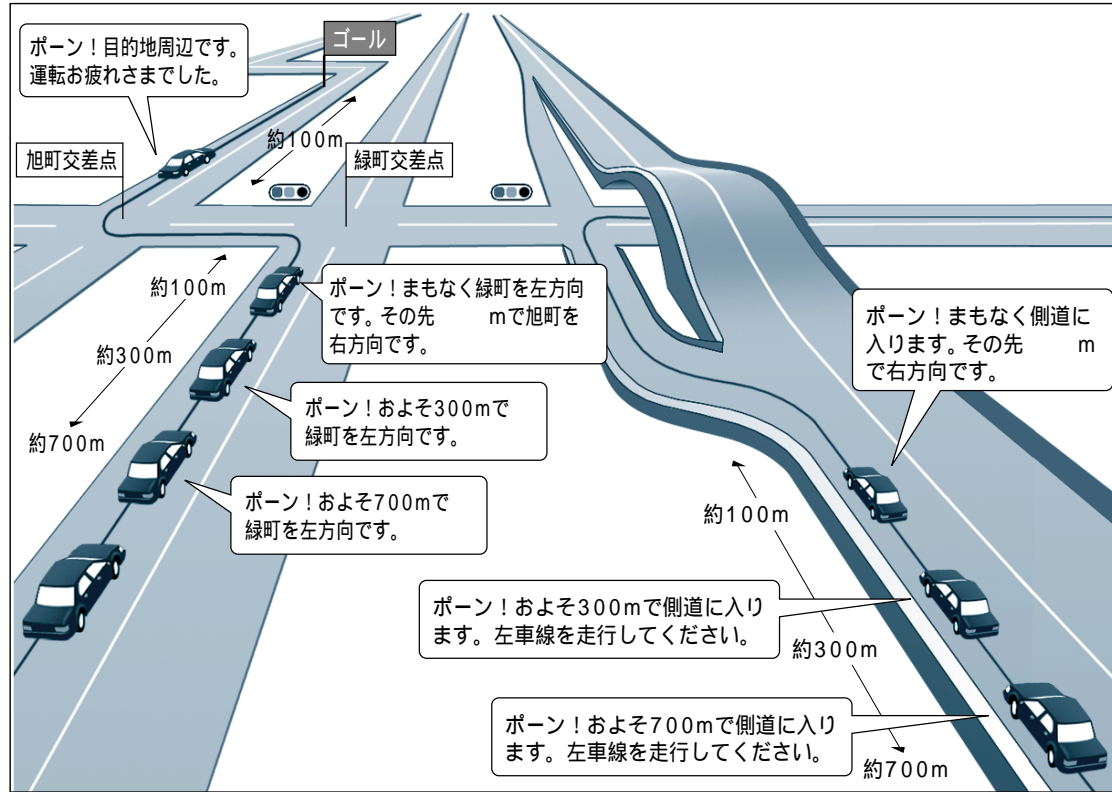 ポーン！目的地周辺です。
運転お疲れさまでした。
ゴール
約100m
旭町交差点
緑町交差点
約100m
約300m
約700m
ポーン！まもなく緑町を左方向
です。その先　　　mで旭町を
右方向です。
ポーン！およそ300mで
緑町を左方向です。
ポーン！およそ700mで
緑町を左方向です。
ポーン！まもなく側道に
入ります。その先　　　m
で右方向です。
約100m
ポーン！およそ300mで側道に入り
ます。左車線を走行してください。
約300m
ポーン！およそ700mで側道に入り
ます。左車線を走行してください。
約700m